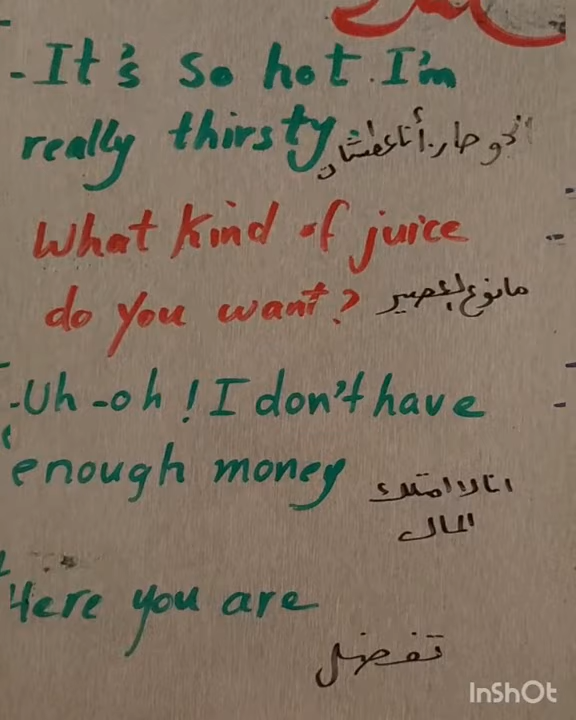 - It's so hot. I'm
really thirsty الجو حار. أنا عطشان
What kind of juice
do you want? ما نوع العصير
- Uh-oh! I don't have
enough money انا لا امتلك
المال
Here you are
تفضل
InShOt